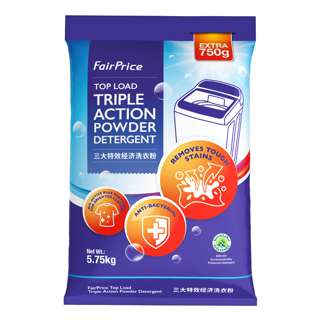 EXTRA
750g
FairPrice
TOP LOAD
TRIPLE
ACTION
POWDER
DETERGENT
三大特效经济洗衣粉
REMOVES TOUGH
STAINS
ANTI-BACTERIAL
Net Wt.:
5.75kg
FairPrice Top Load
Triple Action Powder Detergent
三大特效经济洗衣粉